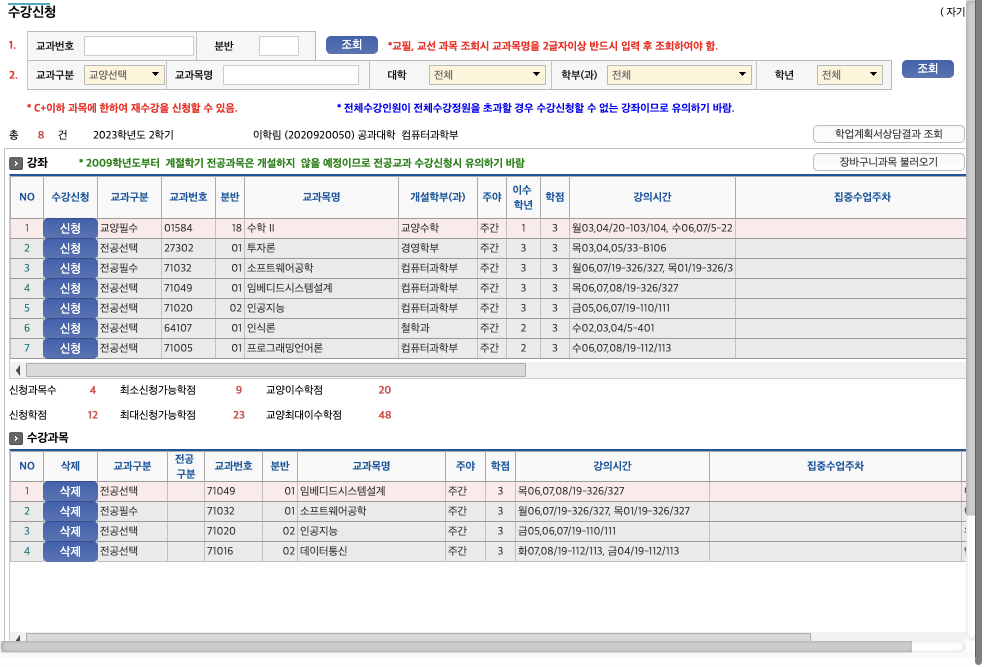 수강신청
( 자기
1. 교과번호 분반 조회 *교필, 교선 과목 조회시 교과목명을 2글자이상 반드시 입력 후 조회하여야 함.
2. 교과구분 교양선택 교과목명 대학 전체 학부(과) 전체 학년 전체 조회
* C+이하 과목에 한하여 재수강을 신청할 수 있음. * 전체수강인원이 전체수강정원을 초과할 경우 수강신청할 수 없는 강좌이므로 유의하기 바람.
총 8 건 2023학년도 2학기 이학림 (2020920050) 공과대학 컴퓨터과학부 학업계획서상담결과 조회
강좌 * 2009학년도부터 계절학기 전공과목은 개설하지 않을 예정이므로 전공교과 수강신청시 유의하기 바람 장바구니과목 불러오기
NO 수강신청 교과구분 교과번호 분반 교과목명 개설학부(과) 주야 이수학년 학점 강의시간 집중수업주차
1 신청 교양필수 01584 18 수학 II 교양수학 주간 1 3 월03,04/20-103/104, 수06,07/5-22
2 신청 전공선택 27302 01 투자론 경영학부 주간 3 3 목03,04,05/33-B106
3 신청 전공필수 71032 01 소프트웨어공학 컴퓨터과학부 주간 3 3 월06,07/19-326/327, 목01/19-326/3
4 신청 전공선택 71049 01 임베디드시스템설계 컴퓨터과학부 주간 3 3 목06,07,08/19-326/327
5 신청 전공선택 71020 02 인공지능 컴퓨터과학부 주간 3 3 금05,06,07/19-110/111
6 신청 전공선택 64107 01 인식론 철학과 주간 2 3 수02,03,04/5-401
7 신청 전공선택 71005 01 프로그래밍언어론 컴퓨터과학부 주간 2 3 수06,07,08/19-112/113
신청과목수 4 최소신청가능학점 9 교양이수학점 20
신청학점 12 최대신청가능학점 23 교양최대이수학점 48
수강과목
NO 삭제 교과구분 전공구분 교과번호 분반 교과목명 주야 학점 강의시간 집중수업주차
1 삭제 전공선택 71049 01 임베디드시스템설계 주간 3 목06,07,08/19-326/327
2 삭제 전공필수 71032 01 소프트웨어공학 주간 3 월06,07/19-326/327, 목01/19-326/327
3 삭제 전공선택 71020 02 인공지능 주간 3 금05,06,07/19-110/111
4 삭제 전공선택 71016 02 데이터통신 주간 3 화07,08/19-112/113, 금04/19-112/113